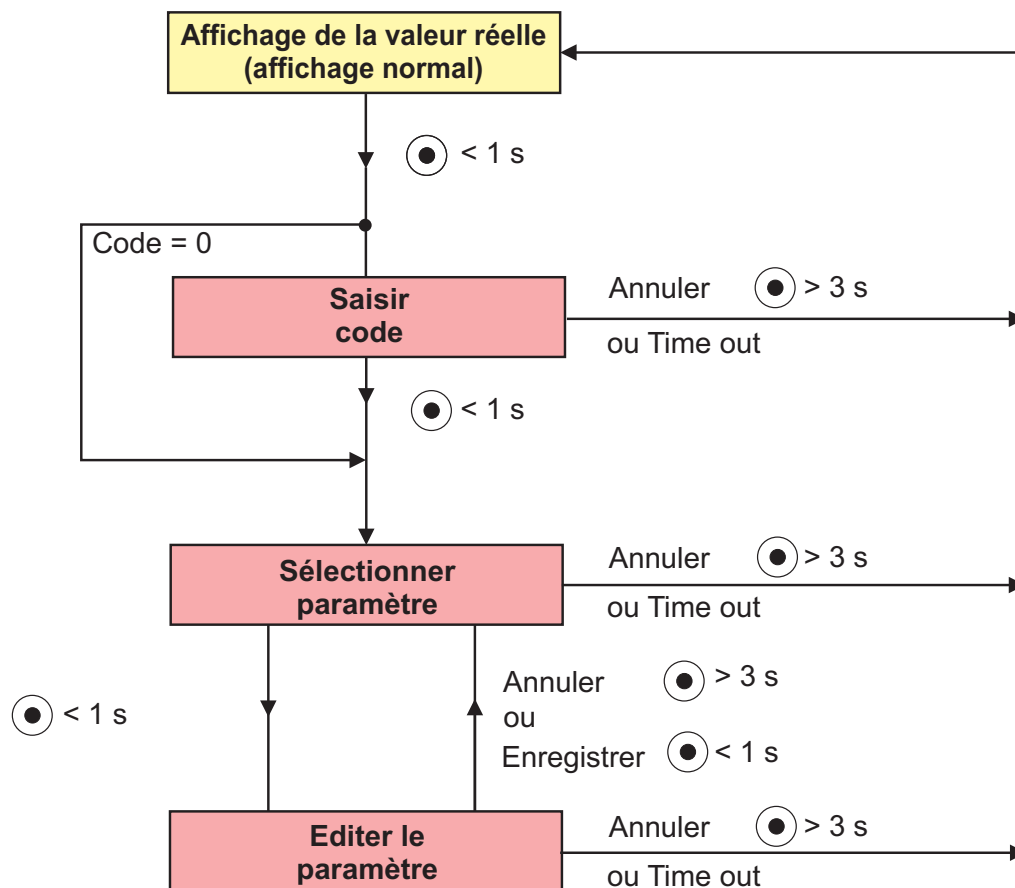 Affichage de la valeur réelle
(affichage normal)
< 1 s
Code = 0
Saisir
code
Annuler > 3 s
ou Time out
< 1 s
Sélectionner
paramètre
Annuler > 3 s
ou Time out
< 1 s
Annuler > 3 s
ou
Enregistrer < 1 s
Editer le
paramètre
Annuler > 3 s
ou Time out